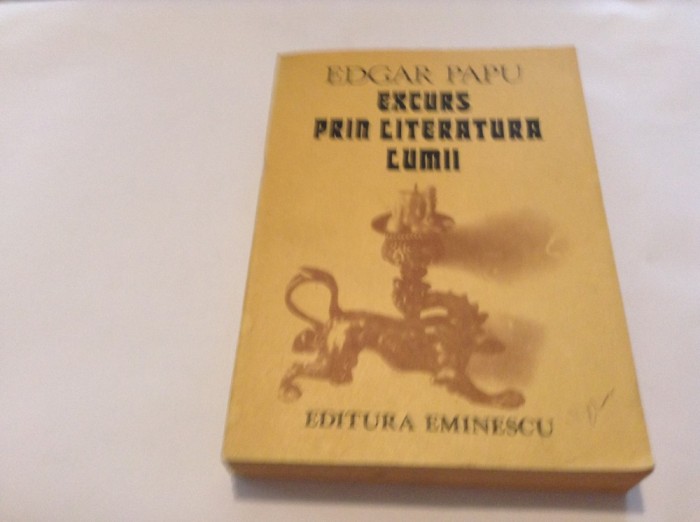 EDGAR PAPU
EXCURS
PRIN LITERATURA
LUMII
EDITURA EMINESCU